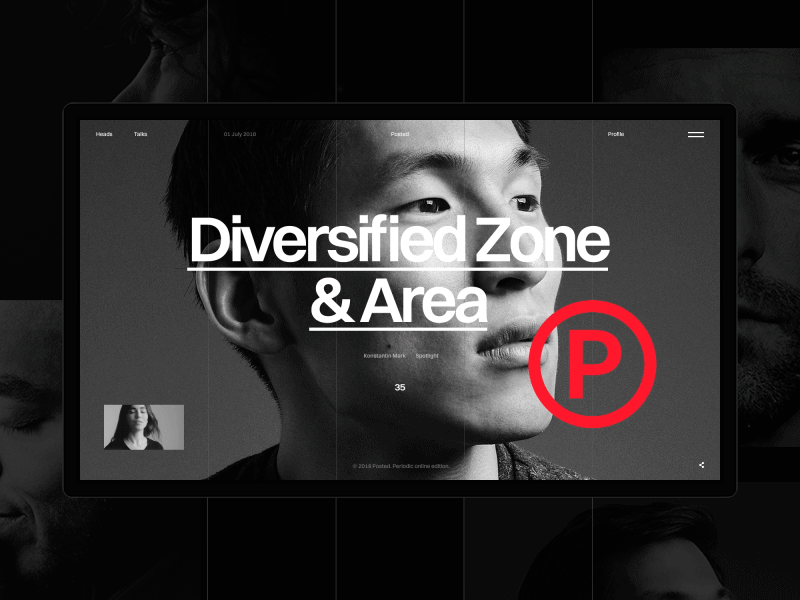 Heads Talks 01 July 2018 Posted. Profile
Diversified Zone
& Area
Konstantin Mark Spotlight
35
P
© 2018 Posted. Periodic online edition.